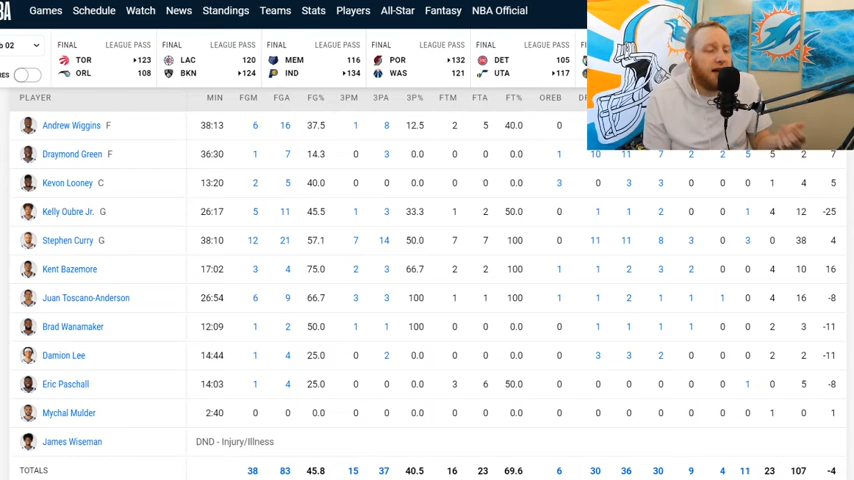 BA Games Schedule Watch News Standings Teams Stats Players All-Star Fantasy NBA Official
b 02 FINAL LEAGUE PASS FINAL LEAGUE PASS FINAL LEAGUE PASS FINAL LEAGUE PASS FINAL LEAGUE PASS
TOR 123 LAC 120 MEM 116 POR 132 DET 105
RES ORL 108 BKN 124 IND 134 WAS 121 UTA 117
PLAYER MIN FGM FGA FG% 3PM 3PA 3P% FTM FTA FT% OREB
Andrew Wiggins F 38:13 6 16 37.5 1 8 12.5 2 5 40.0 0
Draymond Green F 36:30 1 7 14.3 0 3 0.0 0 0 0.0 1 10 11 7 2 2 5 5 2 7
Kevon Looney C 13:20 2 5 40.0 0 0 0.0 0 0 0.0 3 0 3 3 0 0 0 1 4 5
Kelly Oubre Jr. G 26:17 5 11 45.5 1 3 33.3 1 2 50.0 0 1 1 2 0 0 1 4 12 -25
Stephen Curry G 38:10 12 21 57.1 7 14 50.0 7 7 100 0 11 11 8 3 0 3 0 38 4
Kent Bazemore 17:02 3 4 75.0 2 3 66.7 2 2 100 1 1 2 3 2 0 0 4 10 16
Juan Toscano-Anderson 26:54 6 9 66.7 3 3 100 1 1 100 0 1 1 2 1 1 1 0 4 16 -8
Brad Wanamaker 12:09 1 2 50.0 1 1 100 0 0 0.0 0 1 1 1 1 0 0 2 3 -11
Damion Lee 14:44 1 4 25.0 0 2 0.0 0 0 0.0 0 3 3 2 0 0 0 2 2 -11
Eric Paschall 14:03 1 4 25.0 0 0 0.0 3 6 50.0 0 0 0 0 0 0 1 0 5 -8
Mychal Mulder 2:40 0 0 0.0 0 0 0.0 0 0 0.0 0 0 0 0 0 0 0 1 0 1
James Wiseman DND - Injury/Illness
TOTALS 38 83 45.8 15 37 40.5 16 23 69.6 6 30 36 30 9 4 11 23 107 -4